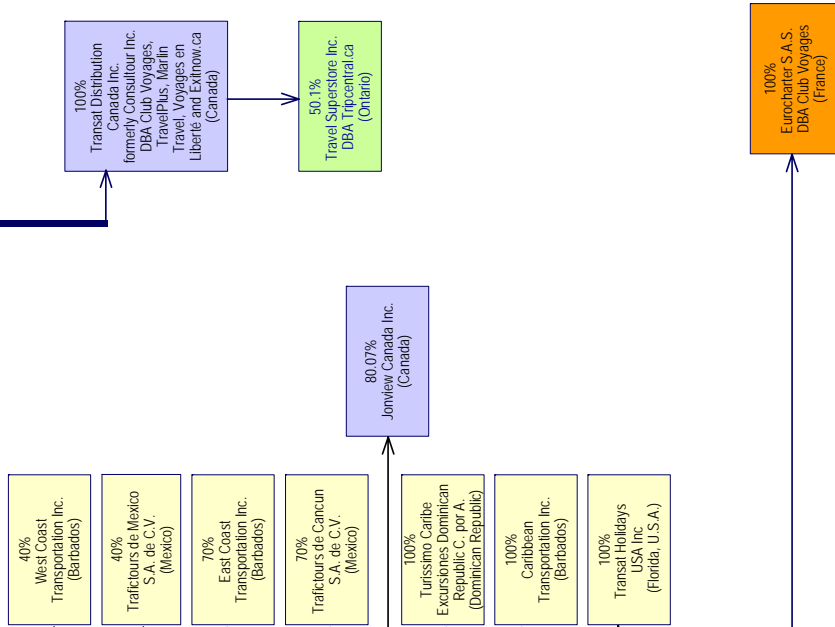 100%
Transat Distribution
Canada Inc.
formerly Consultour Inc.
DBA Club Voyages,
TravelPlus, Marlin
Travel, Voyages en
Liberté and Exitnow.ca
(Canada)
50.1%
Travel Superstore Inc.
DBA Tripcentral.ca
(Ontario)
100%
Eurocharter S.A.S.
DBA Club Voyages
(France)
80.07%
Jonview Canada Inc.
(Canada)
40%
West Coast
Transportation Inc.
(Barbados)
40%
Trafictours de Mexico
S.A. de C.V.
(Mexico)
70%
East Coast
Transportation Inc.
(Barbados)
70%
Trafictours de Cancun
S.A. de C.V.
(Mexico)
100%
Turissimo Caribe
Excursiones Dominican
Republic C. por A.
(Dominican Republic)
100%
Caribbean
Transportation Inc.
(Barbados)
100%
Transat Holidays
USA Inc
(Florida, U.S.A.)